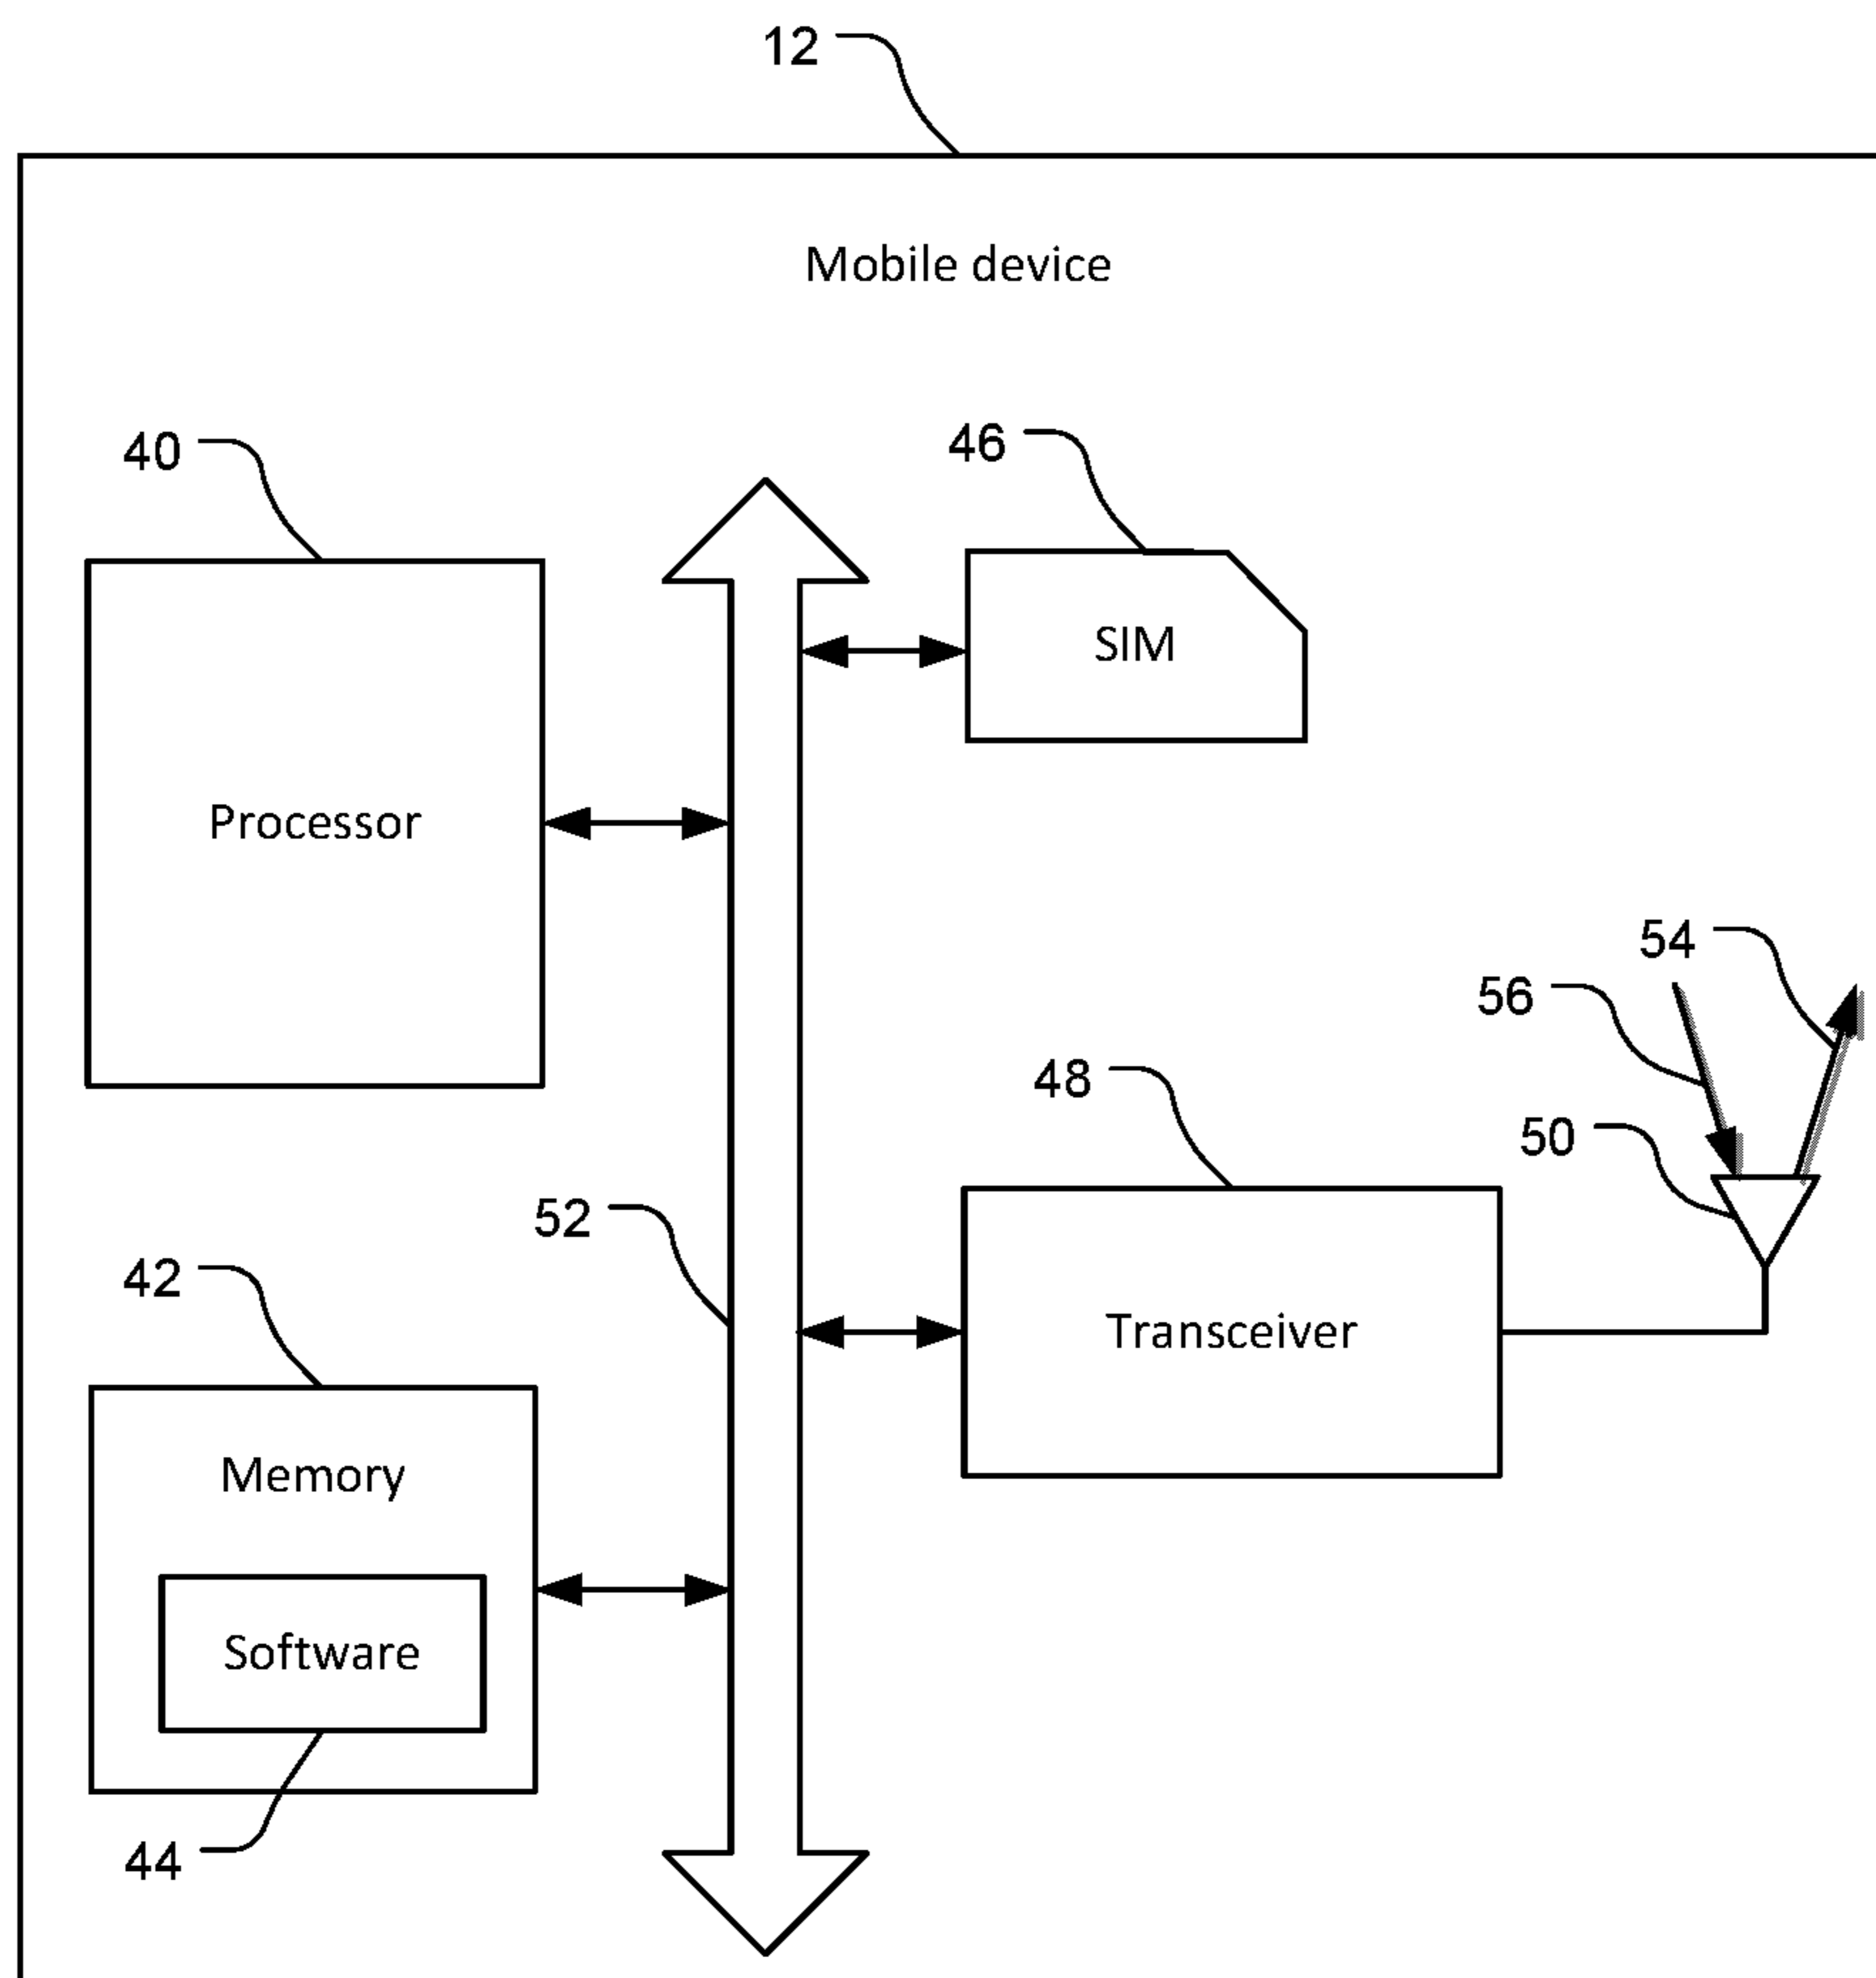 12
Mobile device
40
46
SIM
Processor
54
56
48
50
52
42
Transceiver
Memory
Software
44